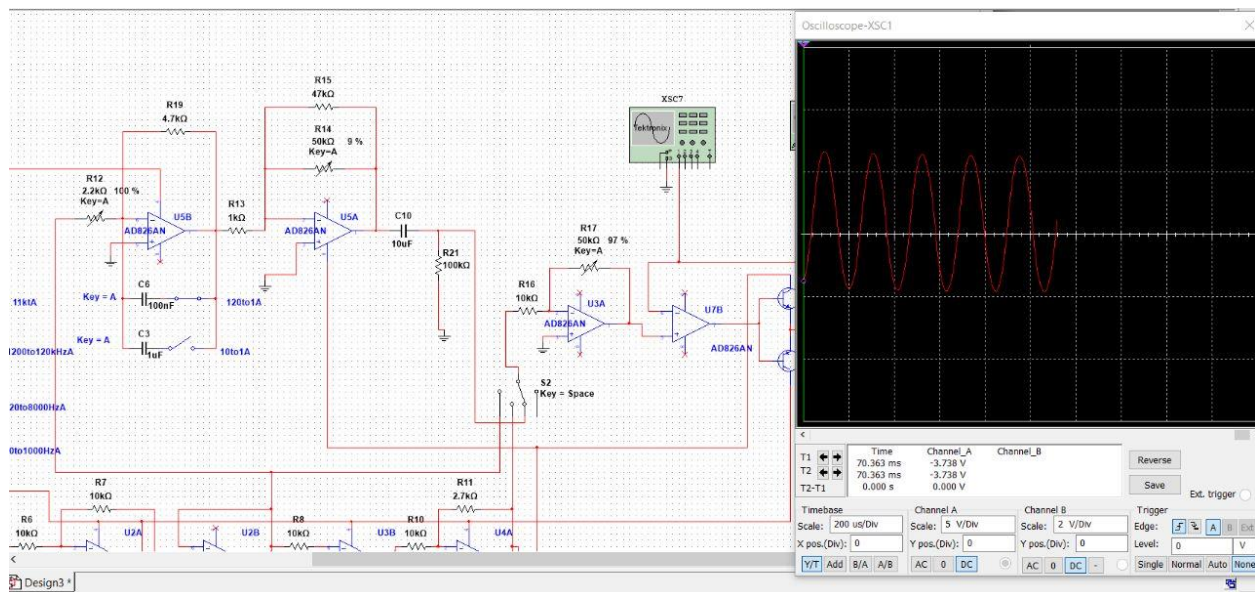 Oscilloscope-XSC1
R15
47kΩ
R19
4.7kΩ
R14
50kΩ 9 %
Key=A
XSC7
Tektronix
R12
2.2kΩ 100 %
Key=A
U5B
AD826AN
R13
1kΩ
U5A
AD826AN
C10
10uF
R21
100kΩ
R17
50kΩ 97 %
Key=A
R16
10kΩ
U3A
AD826AN
U7B
AD826AN
C6
Key = A
100nF
120to1A
11ktA
C3
Key = A
1uF
10to1A
1200to120kHzA
S2
Key = Space
20to8000HzA
0to1000HzA
R7
10kΩ
R11
2.7kΩ
R6
10kΩ
U2A
U2B
R8
10kΩ
U3B
R10
10kΩ
U4A
Design3 *
T1
T2
T2-T1
Time Channel_A Channel_B
70.363 ms -3.738 V
70.363 ms -3.738 V
0.000 s 0.000 V
Reverse
Save
Ext. trigger
Timebase
Scale: 200 us/Div
X pos.(Div): 0
Y/T Add B/A A/B
Channel A
Scale: 5 V/Div
Y pos.(Div): 0
AC 0 DC
Channel B
Scale: 2 V/Div
Y pos.(Div): 0
AC 0 DC -
Trigger
Edge: A B Ext
Level: 0 V
Single Normal Auto None